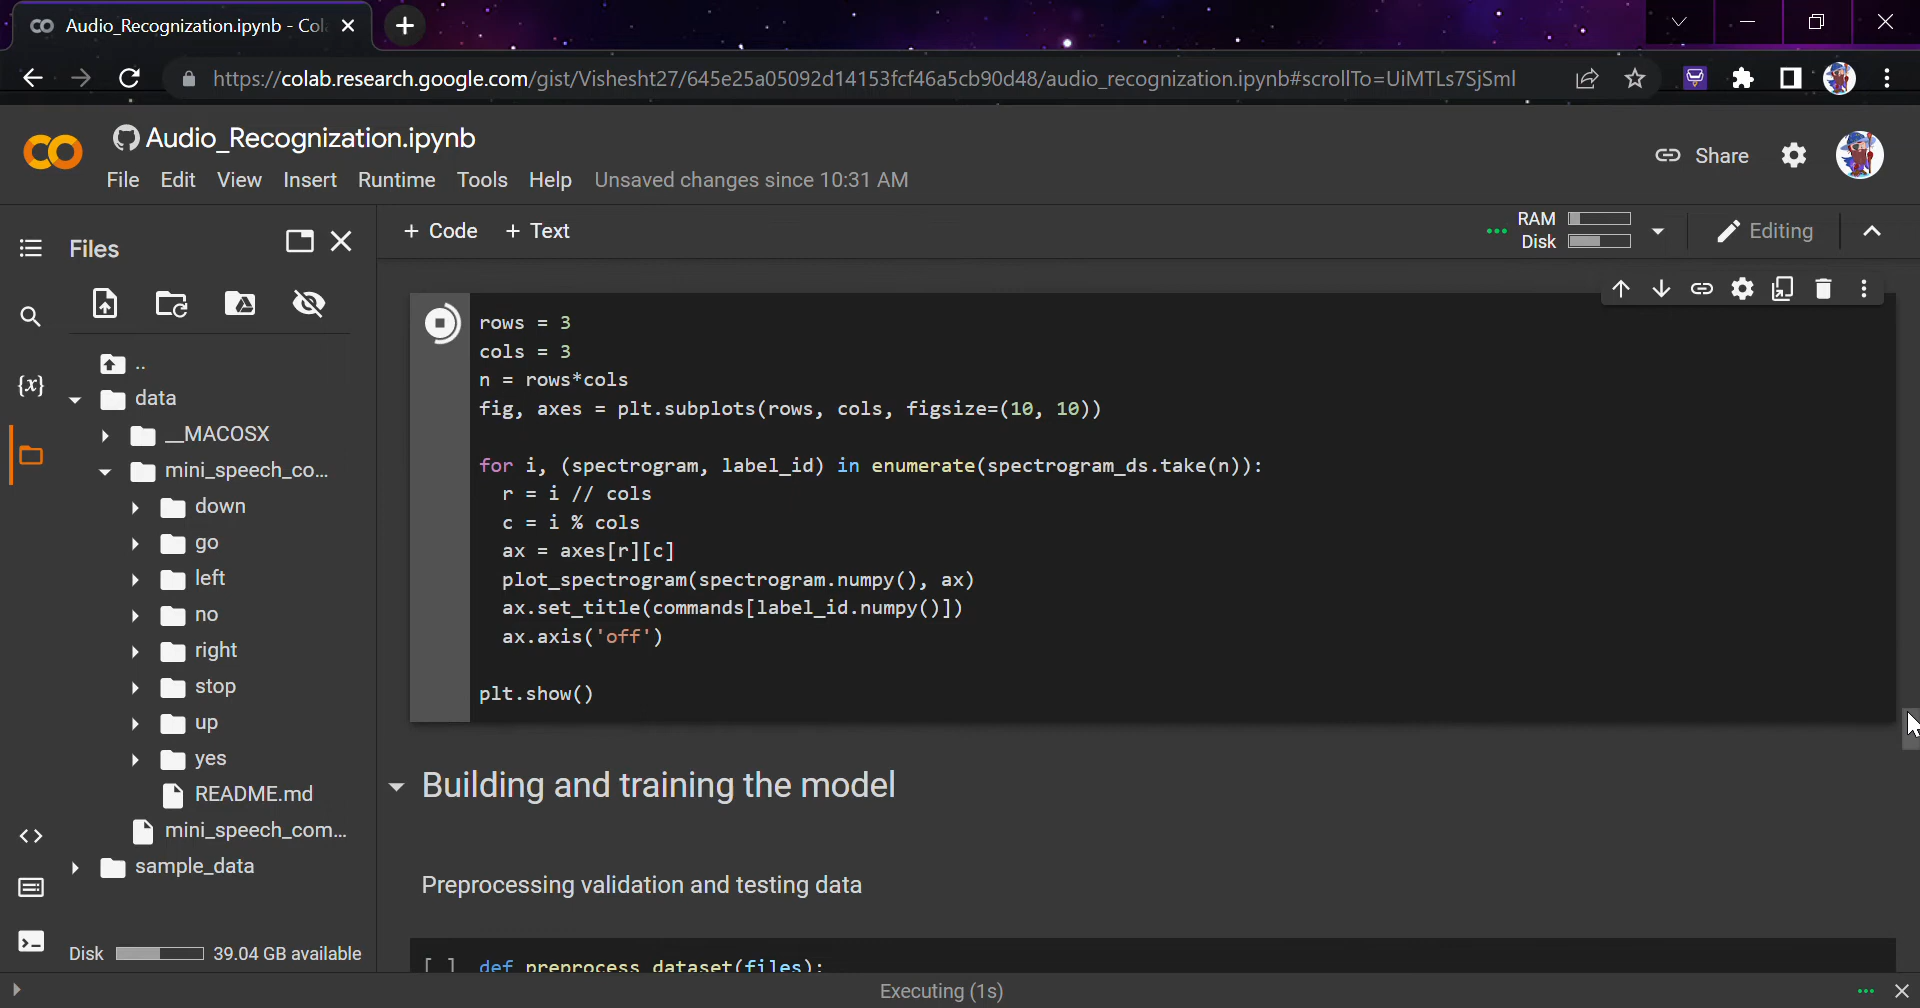 Audio_Recognization.ipynb - Col
https://colab.research.google.com/gist/Vishesht27/645e25a05092d14153fcf46a5cb90d48/audio_recognization.ipynb#scrollTo=UiMTLs7SjSml
Audio_Recognization.ipynb
File Edit View Insert Runtime Tools Help Unsaved changes since 10:31 AM
Share
Files
+ Code + Text
RAM
Disk
Editing
..
data
__MACOSX
mini_speech_co...
down
go
left
no
right
stop
up
yes
README.md
mini_speech_com...
sample_data
Disk 39.04 GB available
rows = 3
cols = 3
n = rows*cols
fig, axes = plt.subplots(rows, cols, figsize=(10, 10))
for i, (spectrogram, label_id) in enumerate(spectrogram_ds.take(n)):
r = i // cols
c = i % cols
ax = axes[r][c]
plot_spectrogram(spectrogram.numpy(), ax)
ax.set_title(commands[label_id.numpy()])
ax.axis('off')
plt.show()
Building and training the model
Preprocessing validation and testing data
[ ] def preprocess_dataset(files):
Executing (1s)